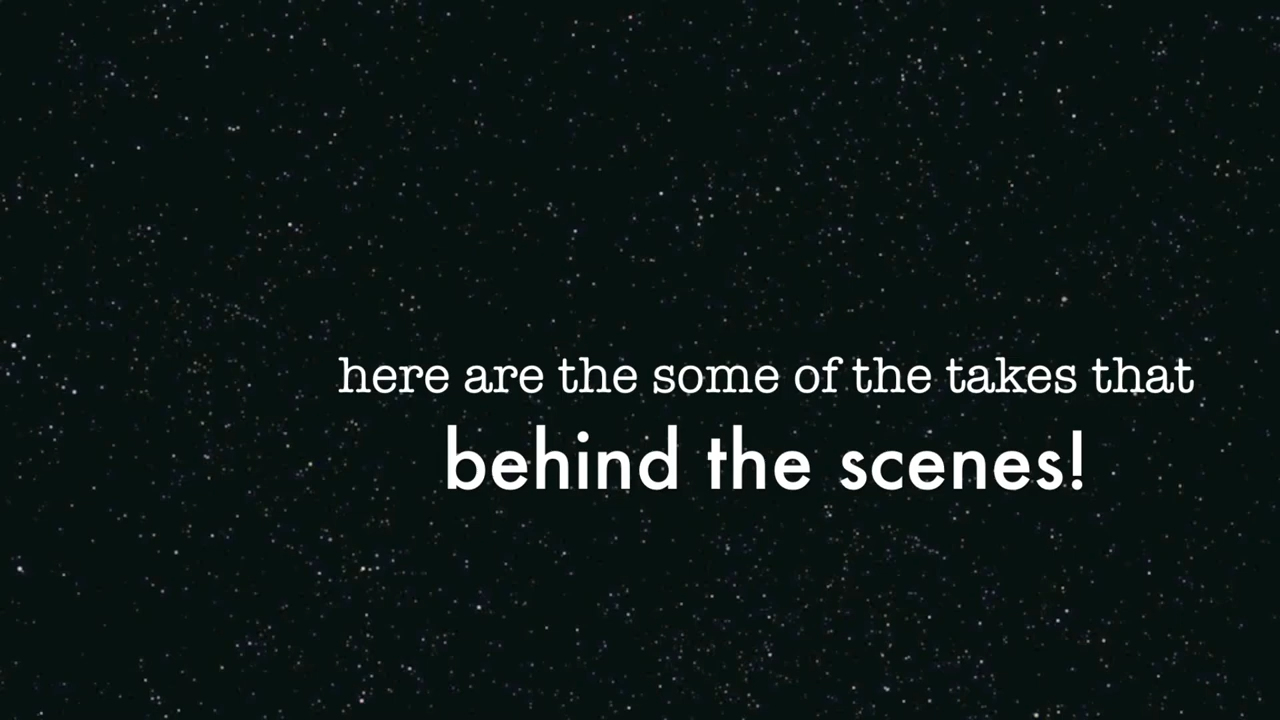 here are the some of the takes that
behind the scenes!